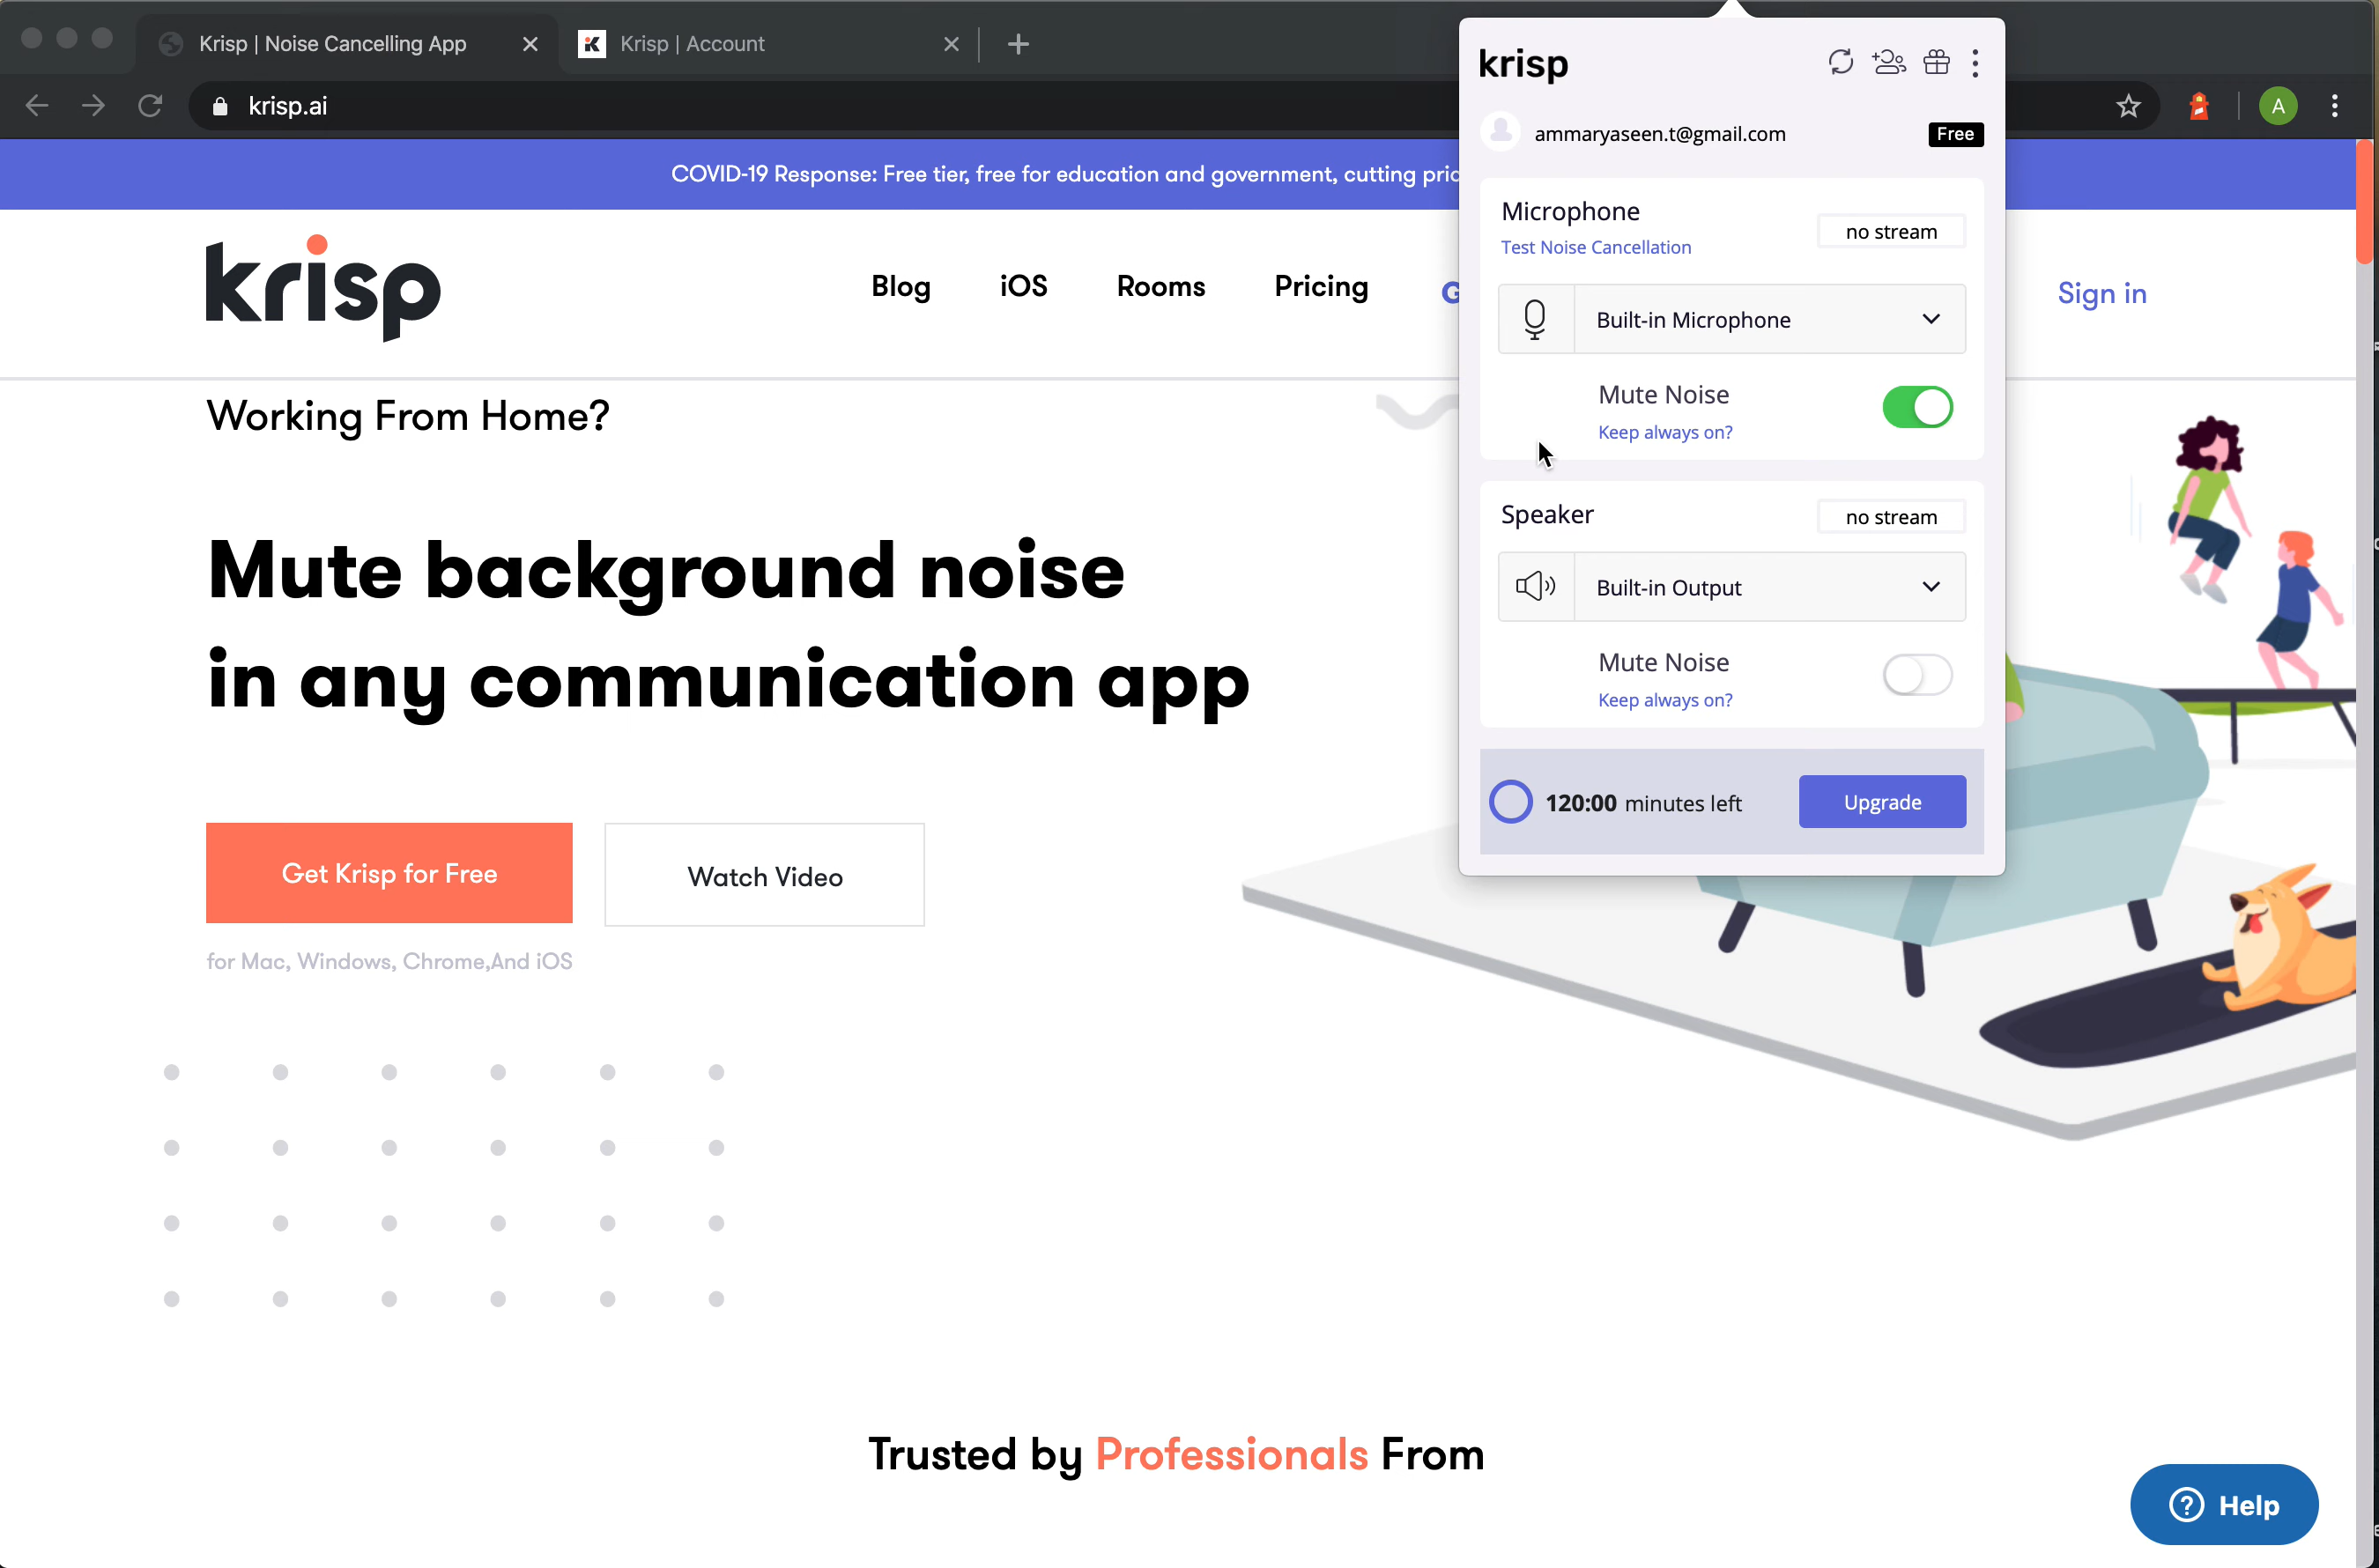 Krisp | Noise Cancelling App
Krisp | Account
krisp.ai
A
COVID-19 Response: Free tier, free for education and government, cutting
krisp
Blog
iOS
Rooms
Pricing
Sign in
Working From Home?
Mute background noise
in any communication app
Get Krisp for Free
Watch Video
for Mac, Windows, Chrome,And iOS
Trusted by Professionals From
Help
krisp
ammaryaseen.t@gmail.com
Free
Microphone
no stream
Test Noise Cancellation
Built-in Microphone
Mute Noise
Keep always on?
Speaker
no stream
Built-in Output
Mute Noise
Keep always on?
120:00 minutes left
Upgrade